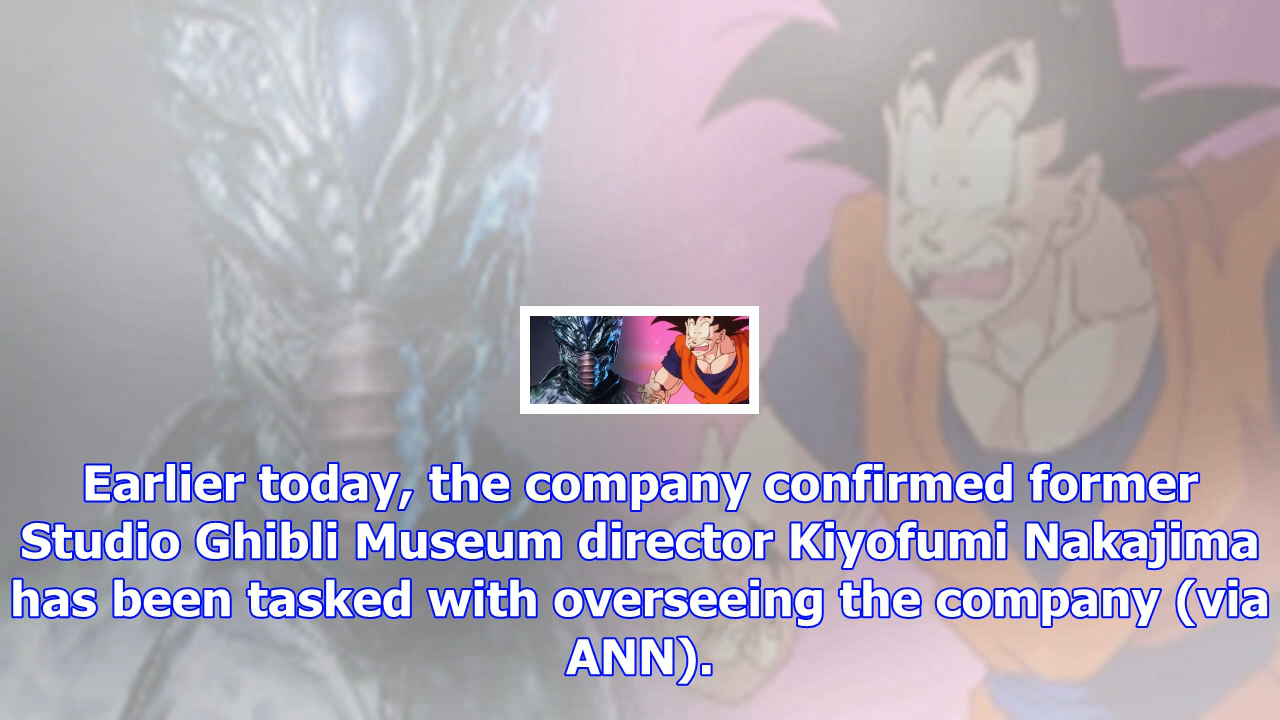 Earlier today, the company confirmed former
Studio Ghibli Museum director Kiyofumi Nakajima
has been tasked with overseeing the company (via
ANN).